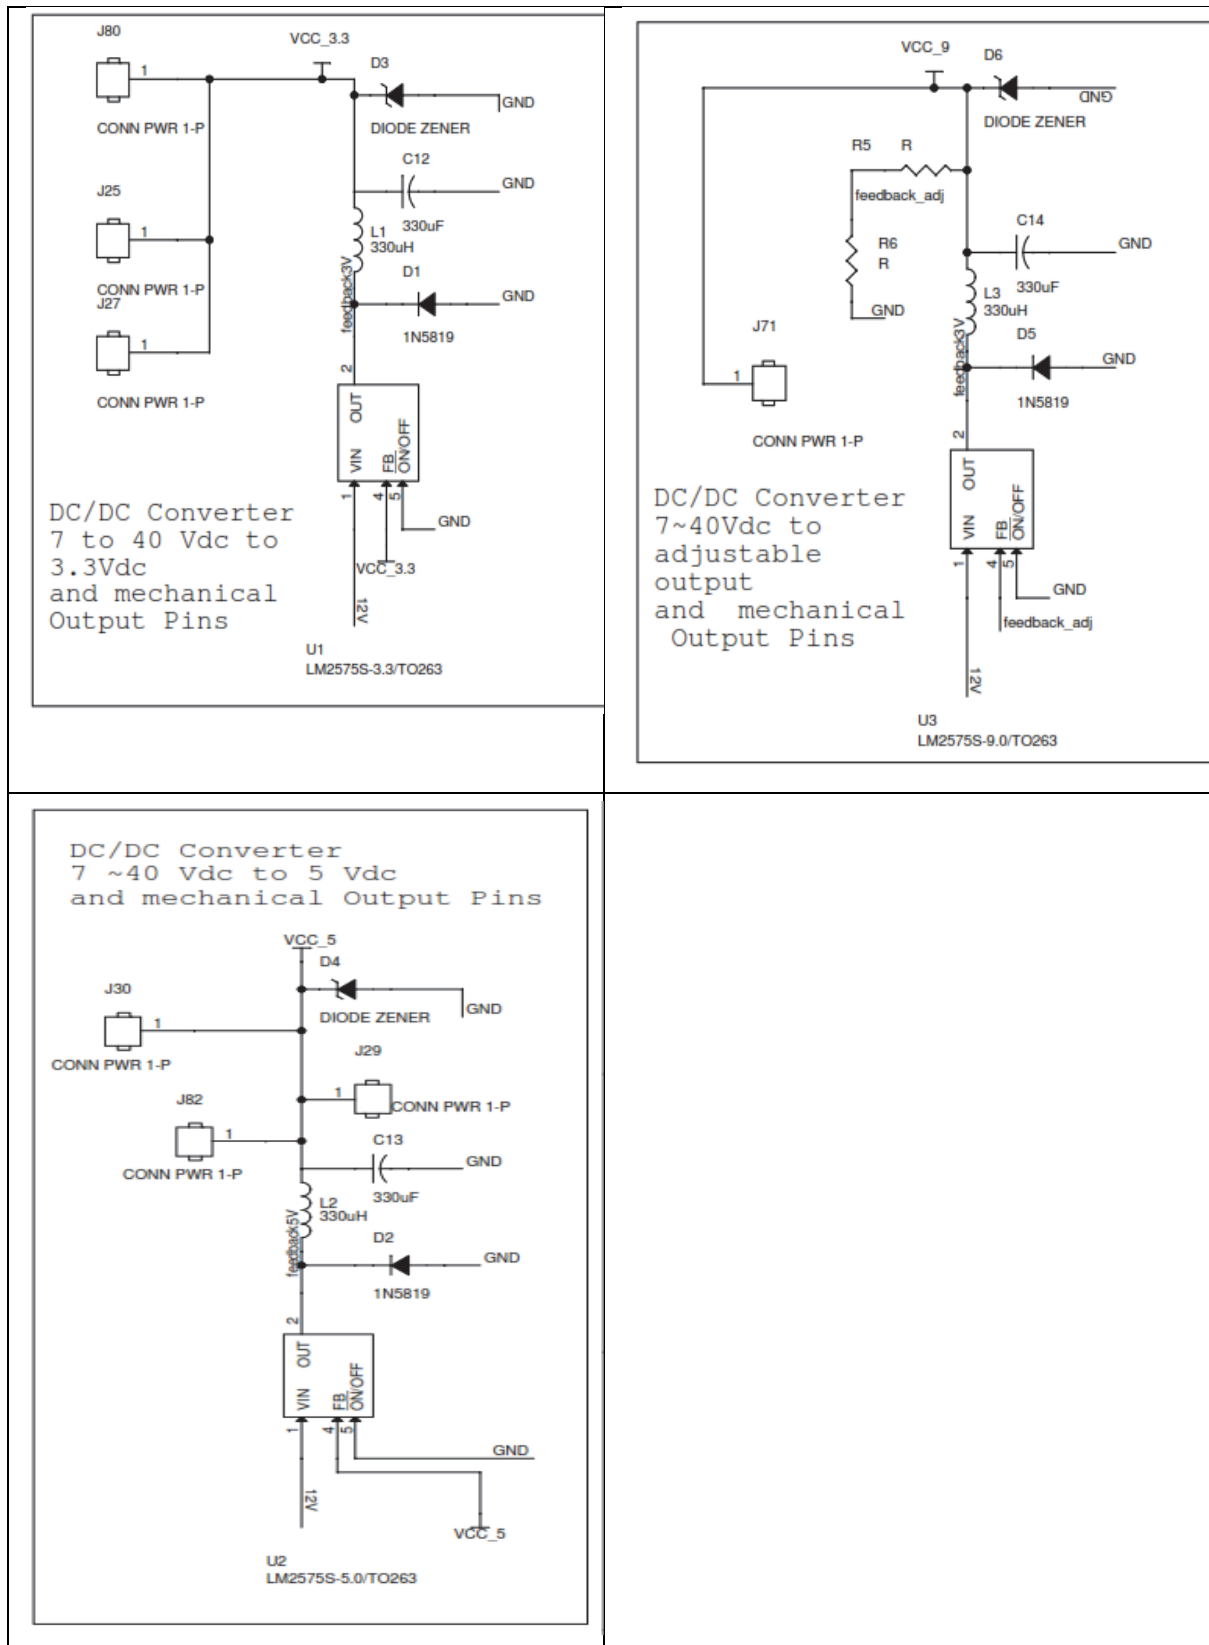 J80
1
CONN PWR 1-P
J25
1
CONN PWR 1-P
J27
1
CONN PWR 1-P
VCC_3.3
D3
GND
DIODE ZENER
C12
GND
330uF
L1
330uH
feedback3V
D1
GND
1N5819
2
OUT
VIN
FB
ON/OFF
1
4
5
GND
VCC_3.3
12V
DC/DC Converter
7 to 40 Vdc to
3.3Vdc
and mechanical
Output Pins
U1
LM2575S-3.3/TO263
VCC_9
D6
GND
DIODE ZENER
R5
R
feedback_adj
R6
R
GND
C14
GND
330uF
L3
330uH
feedback3V
D5
GND
1N5819
J71
1
CONN PWR 1-P
2
OUT
VIN
FB
ON/OFF
1
4
5
GND
feedback_adj
12V
DC/DC Converter
7~40Vdc to
adjustable
output
and mechanical
Output Pins
U3
LM2575S-9.0/TO263
DC/DC Converter
7 ~40 Vdc to 5 Vdc
and mechanical Output Pins
VCC_5
D4
GND
DIODE ZENER
J30
1
CONN PWR 1-P
J29
1
CONN PWR 1-P
J82
1
CONN PWR 1-P
C13
GND
330uF
L2
330uH
feedback5V
D2
GND
1N5819
2
OUT
VIN
FB
ON/OFF
1
4
5
GND
12V
VCC_5
U2
LM2575S-5.0/TO263